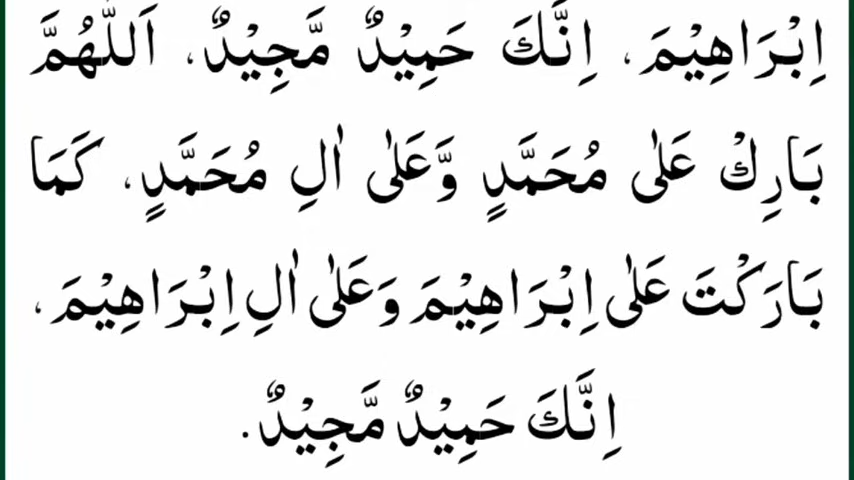 اِبْرَاهِيْمَ، اِنَّكَ حَمِيْدٌ مَّجِيْدٌ، اَللّٰهُمَّ
بَارِكْ عَلٰى مُحَمَّدٍ وَّعَلٰى اٰلِ مُحَمَّدٍ، كَمَا
بَارَكْتَ عَلٰى اِبْرَاهِيْمَ وَعَلٰى اٰلِ اِبْرَاهِيْمَ،
اِنَّكَ حَمِيْدٌ مَّجِيْدٌ.